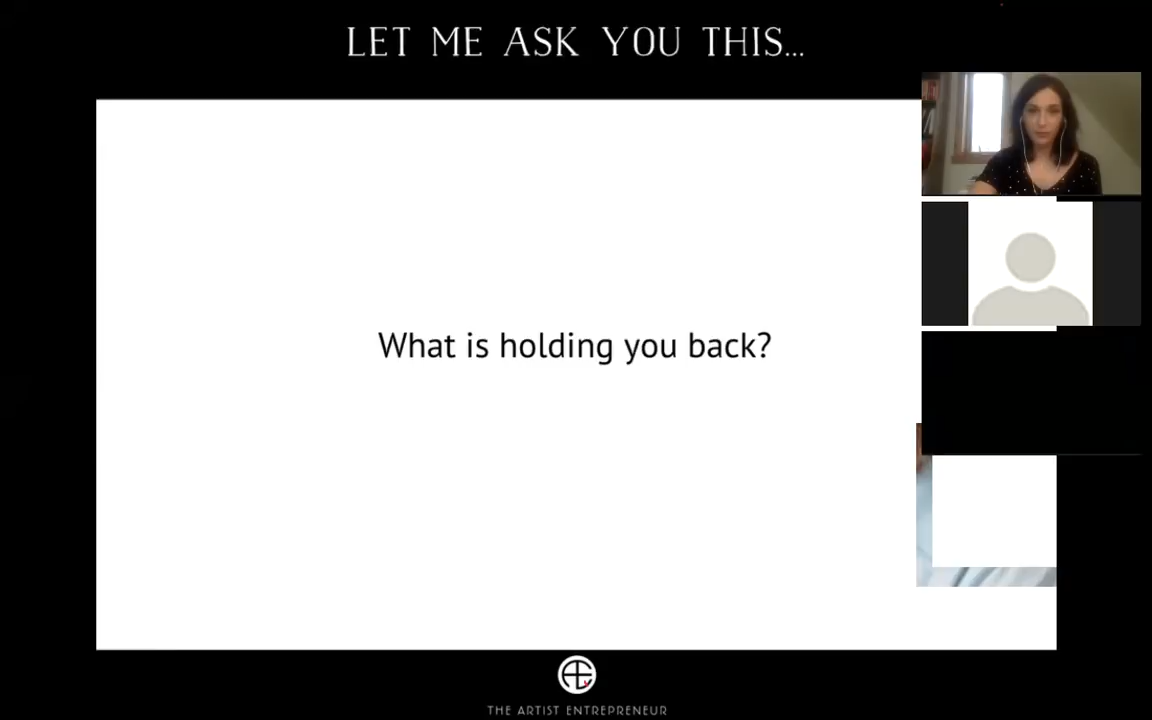 LET ME ASK YOU THIS...
What is holding you back?
THE ARTIST ENTREPRENEUR